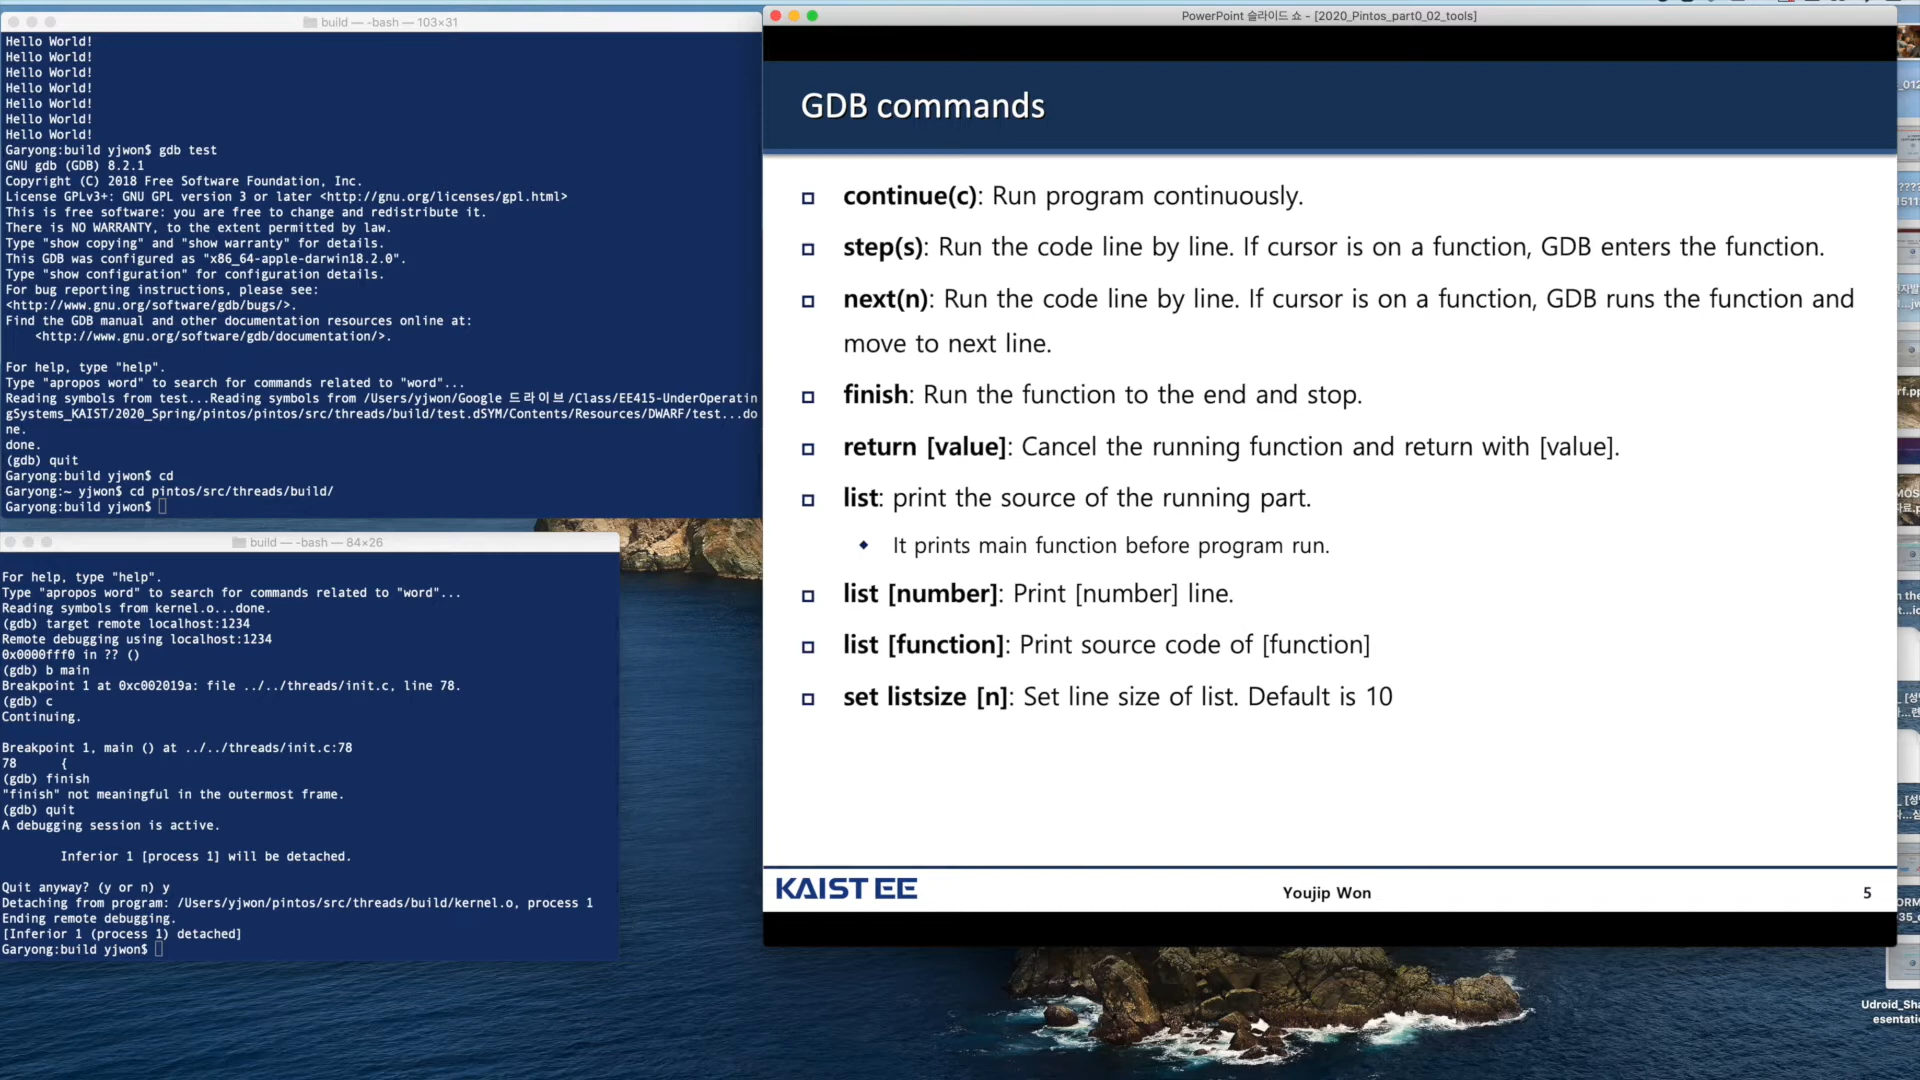 build — -bash — 103×31
Hello World!
Hello World!
Hello World!
Hello World!
Hello World!
Hello World!
Hello World!
Garyong:build yjwon$ gdb test
GNU gdb (GDB) 8.2.1
Copyright (C) 2018 Free Software Foundation, Inc.
License GPLv3+: GNU GPL version 3 or later <http://gnu.org/licenses/gpl.html>
This is free software: you are free to change and redistribute it.
There is NO WARRANTY, to the extent permitted by law.
Type "show copying" and "show warranty" for details.
This GDB was configured as "x86_64-apple-darwin18.2.0".
Type "show configuration" for configuration details.
For bug reporting instructions, please see:
<http://www.gnu.org/software/gdb/bugs/>.
Find the GDB manual and other documentation resources online at:
<http://www.gnu.org/software/gdb/documentation/>.
For help, type "help".
Type "apropos word" to search for commands related to "word"...
Reading symbols from test...Reading symbols from /Users/yjwon/Google 드라이브/Class/EE415-UnderOperatin
gSystems_KAIST/2020_Spring/pintos/pintos/src/threads/build/test.dSYM/Contents/Resources/DWARF/test...do
ne.
done.
(gdb) quit
Garyong:build yjwon$ cd
Garyong:~ yjwon$ cd pintos/src/threads/build/
Garyong:build yjwon$
build — -bash — 84×26
For help, type "help".
Type "apropos word" to search for commands related to "word"...
Reading symbols from kernel.o...done.
(gdb) target remote localhost:1234
Remote debugging using localhost:1234
0x0000fff0 in ?? ()
(gdb) b main
Breakpoint 1 at 0xc002019a: file ../../threads/init.c, line 78.
(gdb) c
Continuing.
Breakpoint 1, main () at ../../threads/init.c:78
78 {
(gdb) finish
"finish" not meaningful in the outermost frame.
(gdb) quit
A debugging session is active.
Inferior 1 [process 1] will be detached.
Quit anyway? (y or n) y
Detaching from program: /Users/yjwon/pintos/src/threads/build/kernel.o, process 1
Ending remote debugging.
[Inferior 1 (process 1) detached]
Garyong:build yjwon$
PowerPoint 슬라이드 쇼 - [2020_Pintos_part0_02_tools]
GDB commands
continue(c): Run program continuously.
step(s): Run the code line by line. If cursor is on a function, GDB enters the function.
next(n): Run the code line by line. If cursor is on a function, GDB runs the function and
move to next line.
finish: Run the function to the end and stop.
return [value]: Cancel the running function and return with [value].
list: print the source of the running part.
It prints main function before program run.
list [number]: Print [number] line.
list [function]: Print source code of [function]
set listsize [n]: Set line size of list. Default is 10
KAIST EE
Youjip Won
5
Udroid_Sha
esentati